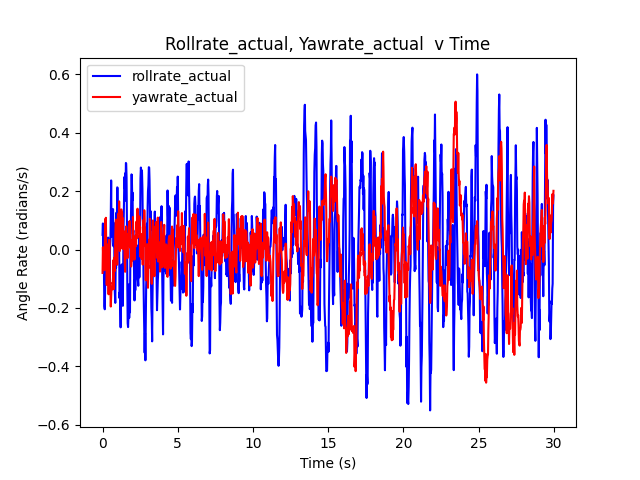 Rollrate_actual, Yawrate_actual  v Time
rollrate_actual
yawrate_actual
Angle Rate (radians/s)
0.6
0.4
0.2
0.0
−0.2
−0.4
−0.6
0 5 10 15 20 25 30
Time (s)